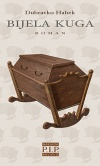 Dubravko Habek
BIJELA KUGA
ROMAN
PIP